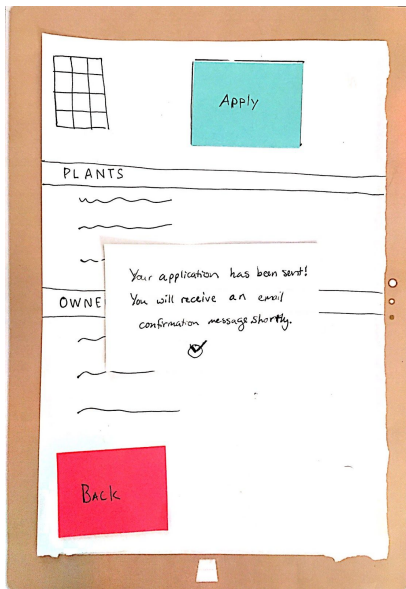 Apply
PLANTS
Your application has been sent!
You will receive an email
confirmation message shortly.
OWNE
Back